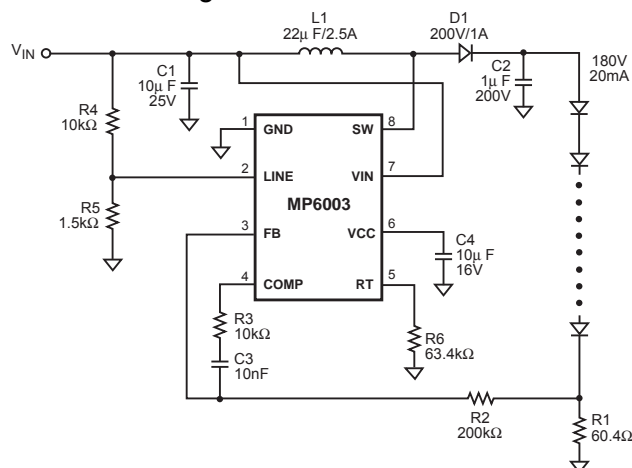 L1
22µ F/2.5A
D1
200V/1A
VIN
C1
10µ F
25V
C2
1µ F
200V
180V
20mA
R4
10kΩ
R5
1.5kΩ
1
GND
SW
8
2
LINE
VIN
7
MP6003
3
FB
VCC
6
4
COMP
RT
5
C4
10µ F
16V
R3
10kΩ
C3
10nF
R6
63.4kΩ
R2
200kΩ
R1
60.4Ω